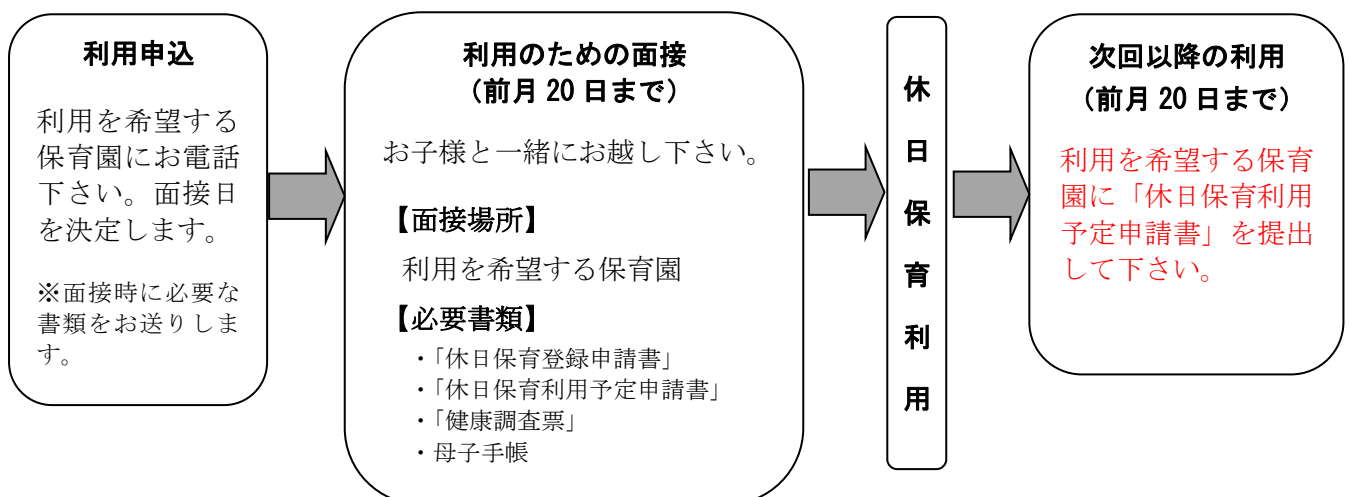 利用申込
利用を希望する
保育園にお電話
下さい。面接日
を決定します。
※面接時に必要な
書類をお送りしま
す。
利用のための面接
(前月 20 日まで)
お子様と一緒にお越し下さい。
【面接場所】
利用を希望する保育園
【必要書類】
・「休日保育登録申請書」
・「休日保育利用予定申請書」
・「健康調査票」
・母子手帳
休日保育利用
次回以降の利用
(前月 20 日まで)
利用を希望する保育
園に「休日保育利用
予定申請書」を提出
して下さい。